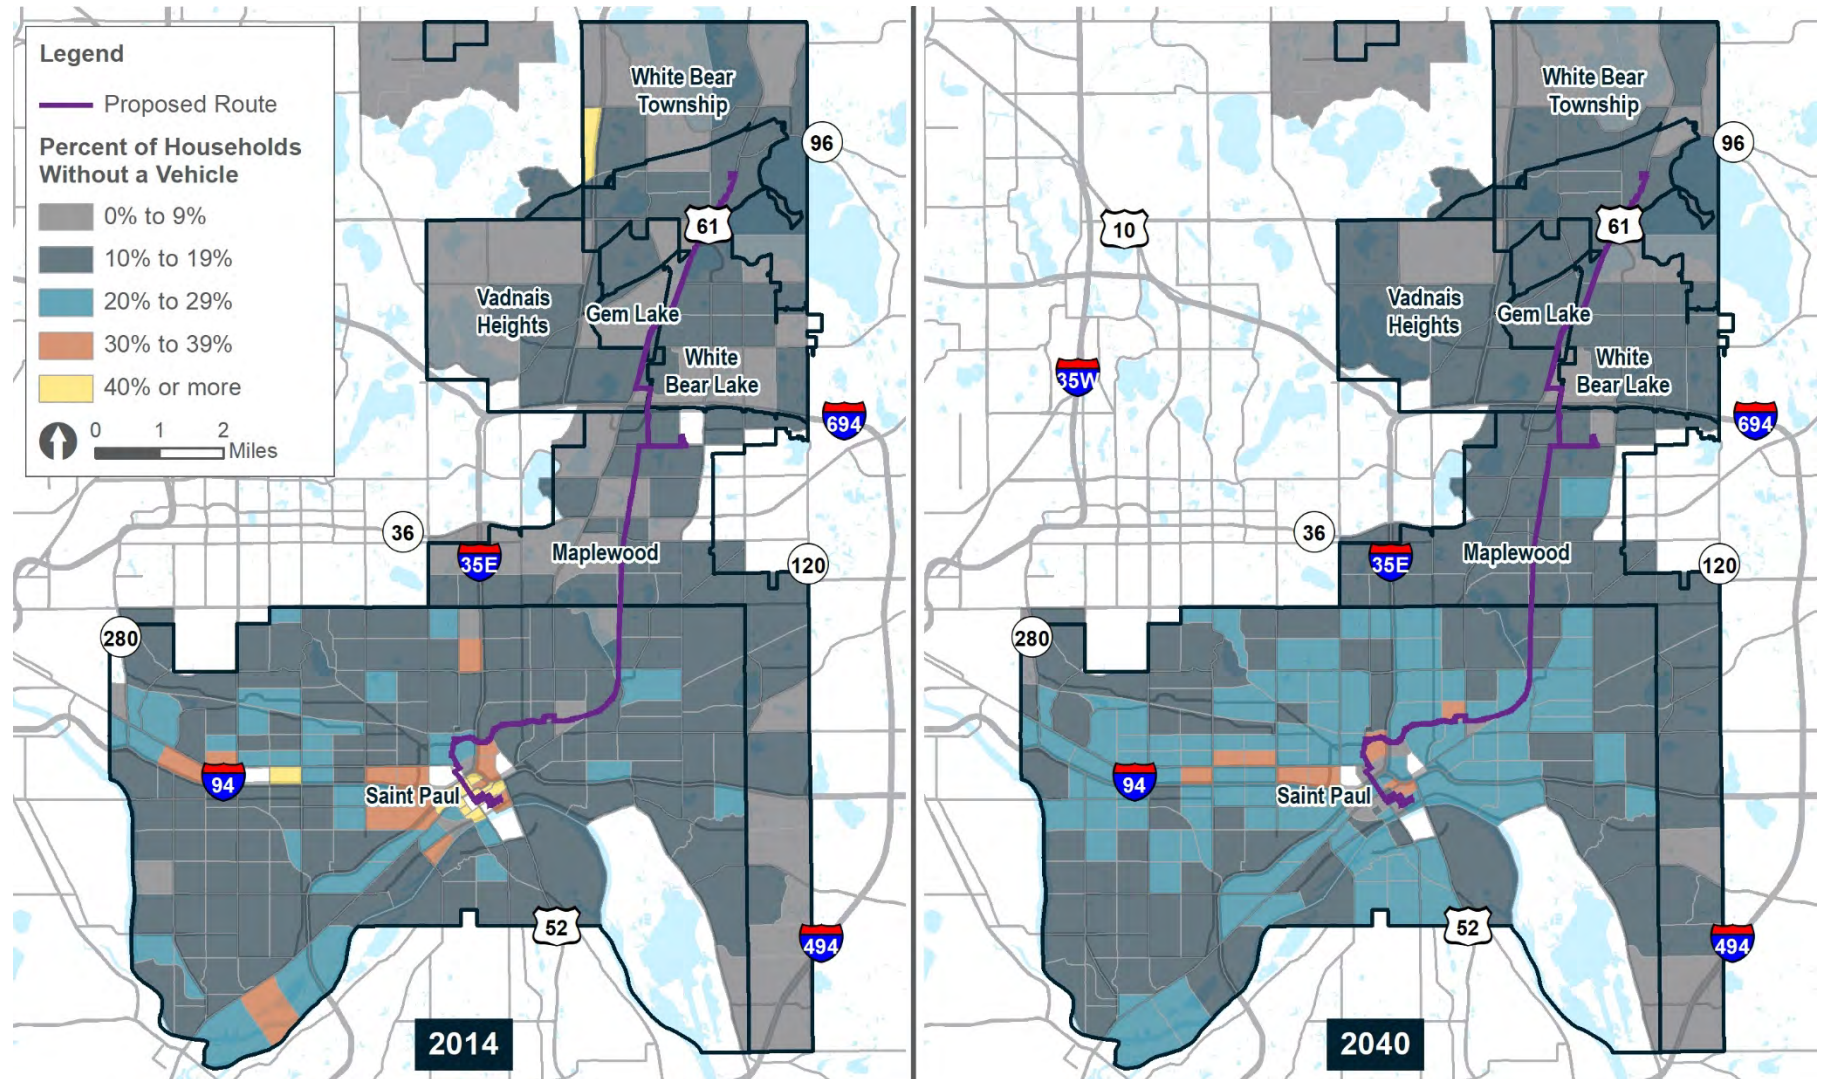 Legend
Proposed Route
Percent of Households
Without a Vehicle
0% to 9%
10% to 19%
20% to 29%
30% to 39%
40% or more
0 1 2
Miles
White Bear
Township
96
61
Vadnais
Heights
Gem Lake
White
Bear Lake
694
36
35E
Maplewood
120
280
94
Saint Paul
52
494
2014
White Bear
Township
96
10
61
Vadnais
Heights
Gem Lake
White
Bear Lake
35W
694
36
35E
Maplewood
120
280
94
Saint Paul
52
494
2040